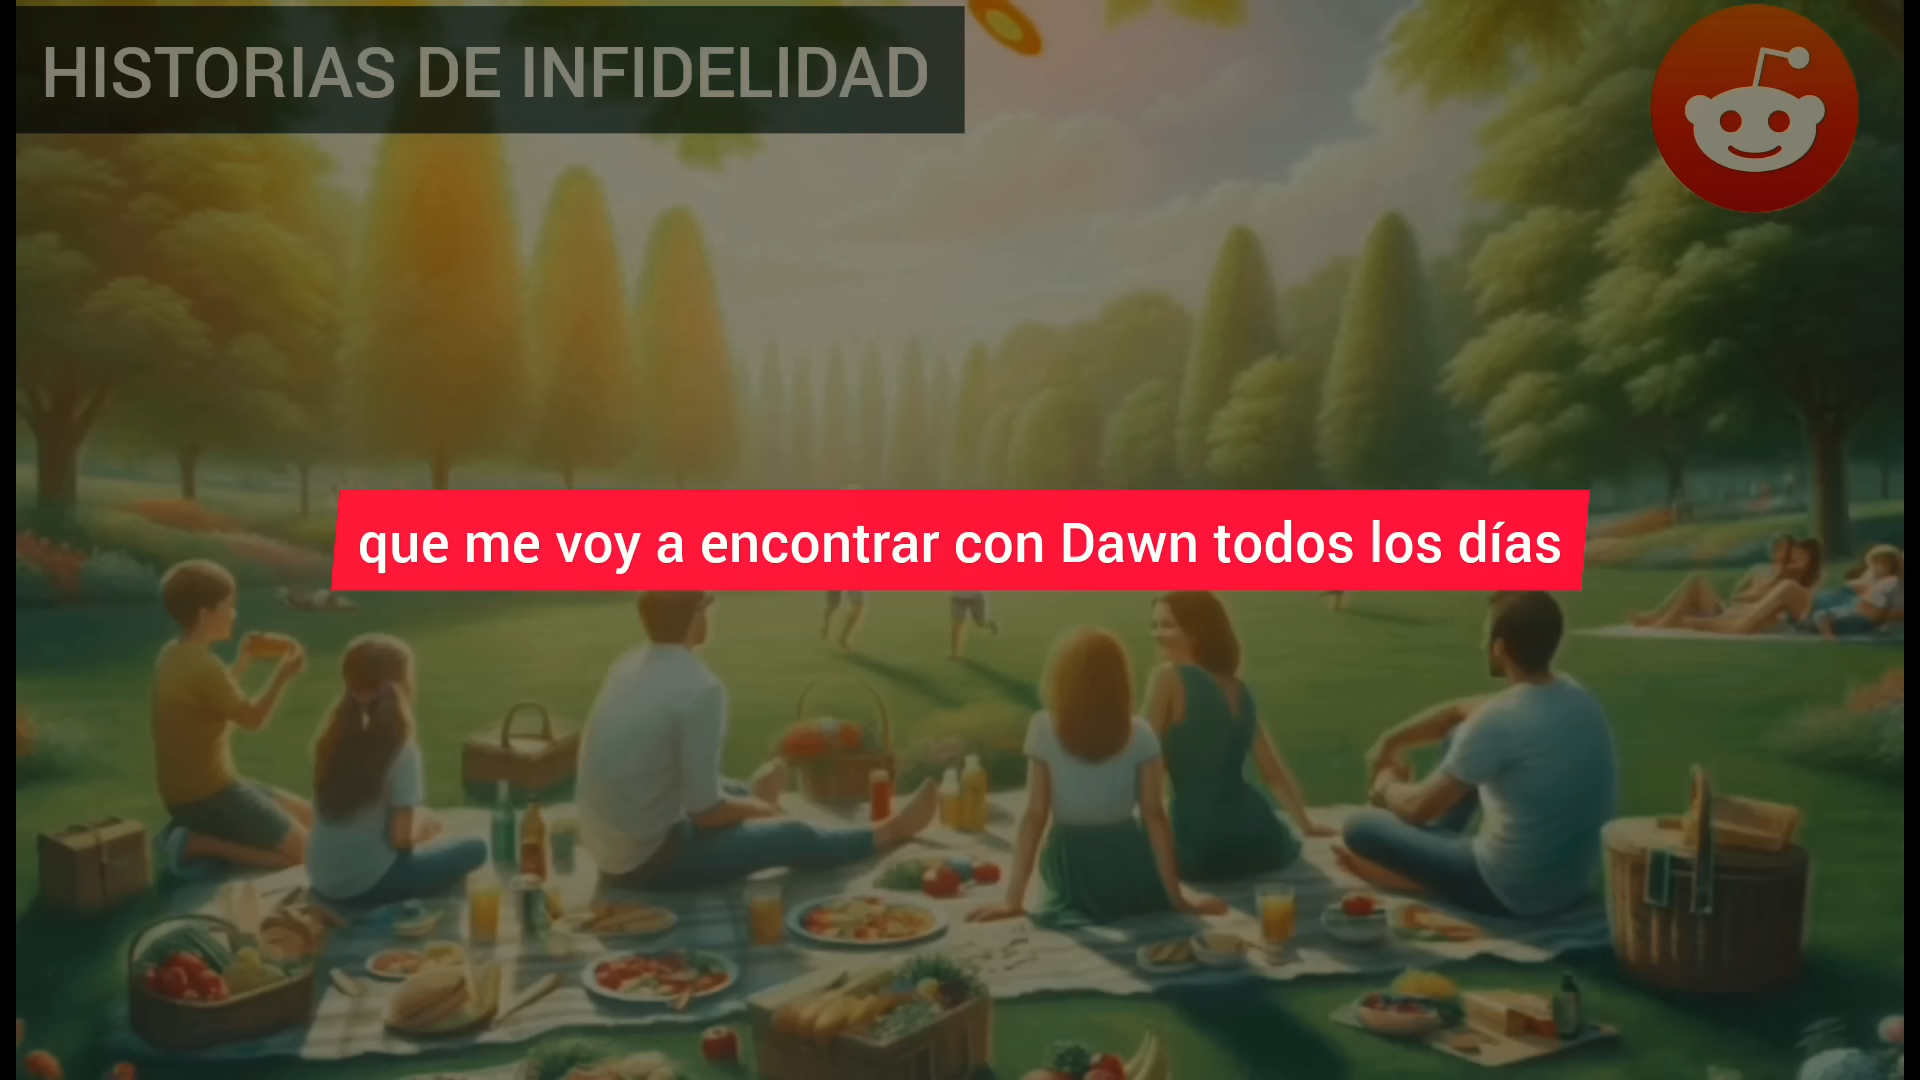 HISTORIAS DE INFIDELIDAD
que me voy a encontrar con Dawn todos los días